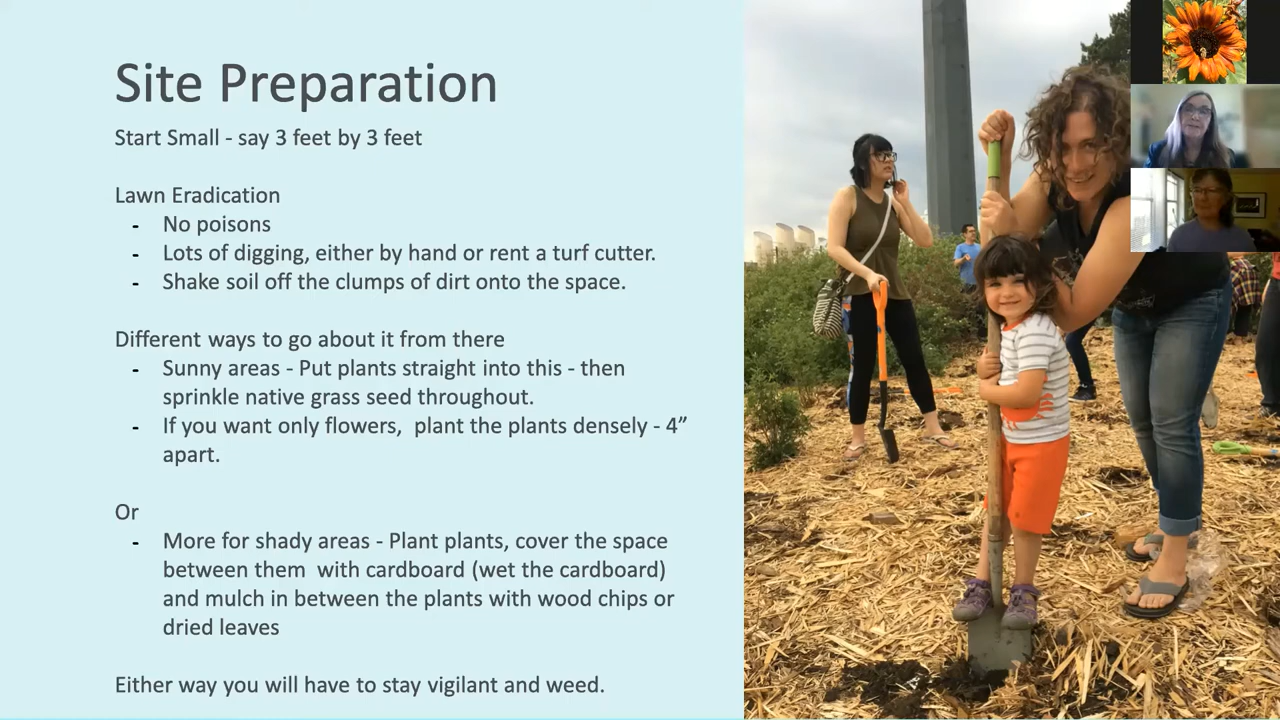 Site Preparation
Start Small - say 3 feet by 3 feet
Lawn Eradication
- No poisons
- Lots of digging, either by hand or rent a turf cutter.
- Shake soil off the clumps of dirt onto the space.
Different ways to go about it from there
- Sunny areas - Put plants straight into this - then
sprinkle native grass seed throughout.
- If you want only flowers,  plant the plants densely - 4”
apart.
Or
- More for shady areas - Plant plants, cover the space
between them  with cardboard (wet the cardboard)
and mulch in between the plants with wood chips or
dried leaves
Either way you will have to stay vigilant and weed.